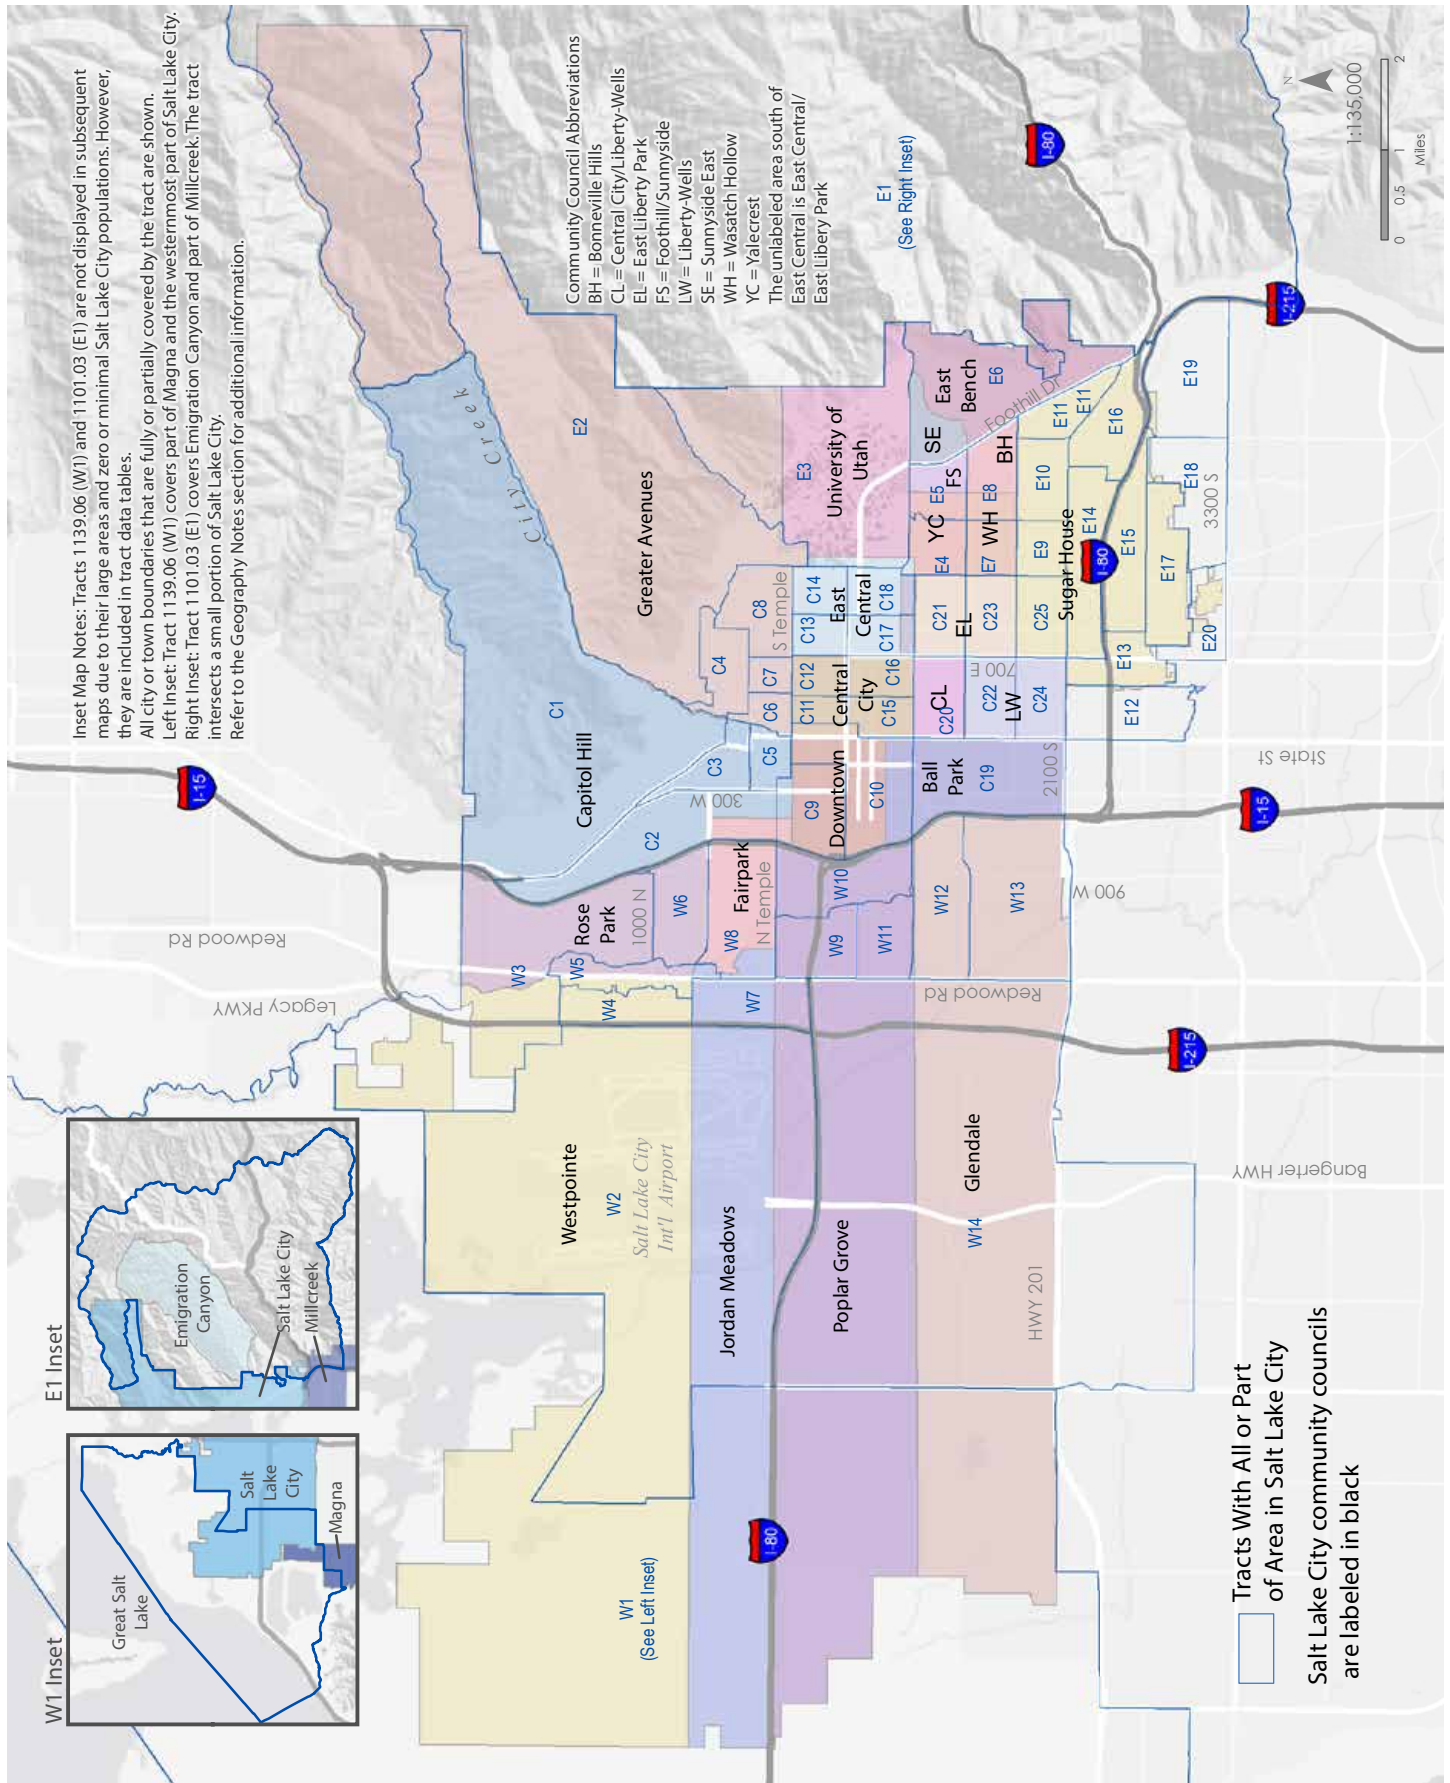 W1 Inset
Great Salt
Lake
Salt
Lake
City
Magna
E1 Inset
Emigration
Canyon
Salt Lake City
Millcreek
Inset Map Notes: Tracts 1139.06 (W1) and 1101.03 (E1) are not displayed in subsequent
maps due to their large areas and zero or minimal Salt Lake City populations. However,
they are included in tract data tables.
All city or town boundaries that are fully or partially covered by the tract are shown.
Left Inset: Tract 1139.06 (W1) covers part of Magna and the westernmost part of Salt Lake City.
Right Inset: Tract 1101.03 (E1) covers Emigration Canyon and part of Millcreek. The tract
intersects a small portion of Salt Lake City.
Refer to the Geography Notes section for additional information.
Community Council Abbreviations
BH = Bonneville Hills
CL = Central City/Liberty-Wells
EL = East Liberty Park
FS = Foothill/Sunnyside
LW = Liberty-Wells
SE = Sunnyside East
WH = Wasatch Hollow
YC = Yalecrest
The unlabeled area south of
East Central is East Central/
East Libery Park
E1
(See Right Inset)
I-15
Redwood Rd
Legacy PKWY
City Creek
E2
Greater Avenues
C1
Capitol Hill
C2
C3
300 W
C5
C4
C6
C7
C8
S Temple
W3
Rose
Park
1000 N
W5
W4
W6
Fairpark
W8
N Temple
W7
Westpointe
W2
Salt Lake City
Int'l Airport
W1
(See Left Inset)
Jordan Meadows
I-80
Poplar Grove
W9
W10
W11
C9
Downtown
C10
C11
C12
Central
City
C15
C16
C13
C14
East
Central
C17
C18
E3
University of
Utah
Glendale
W14
HWY 201
Redwood Rd
W12
W13
900 W
Ball
Park
C19
2100 S
CL
C20
C22
LW
C24
700 E
C21
EL
C23
C25
YC
E4
E5
FS
SE
East
Bench
E6
WH
E7
E8
BH
Foothill Dr
E9
E10
E11
E11
Sugar House
E14
E16
I-80
E15
E13
E12
E17
E18
E19
E20
3300 S
I-80
I-215
I-215
I-15
State St
Bangerter HWY
N
1:135,000
0 0.5 1 2
Miles
Tracts With All or Part
of Area in Salt Lake City
Salt Lake City community councils
are labeled in black